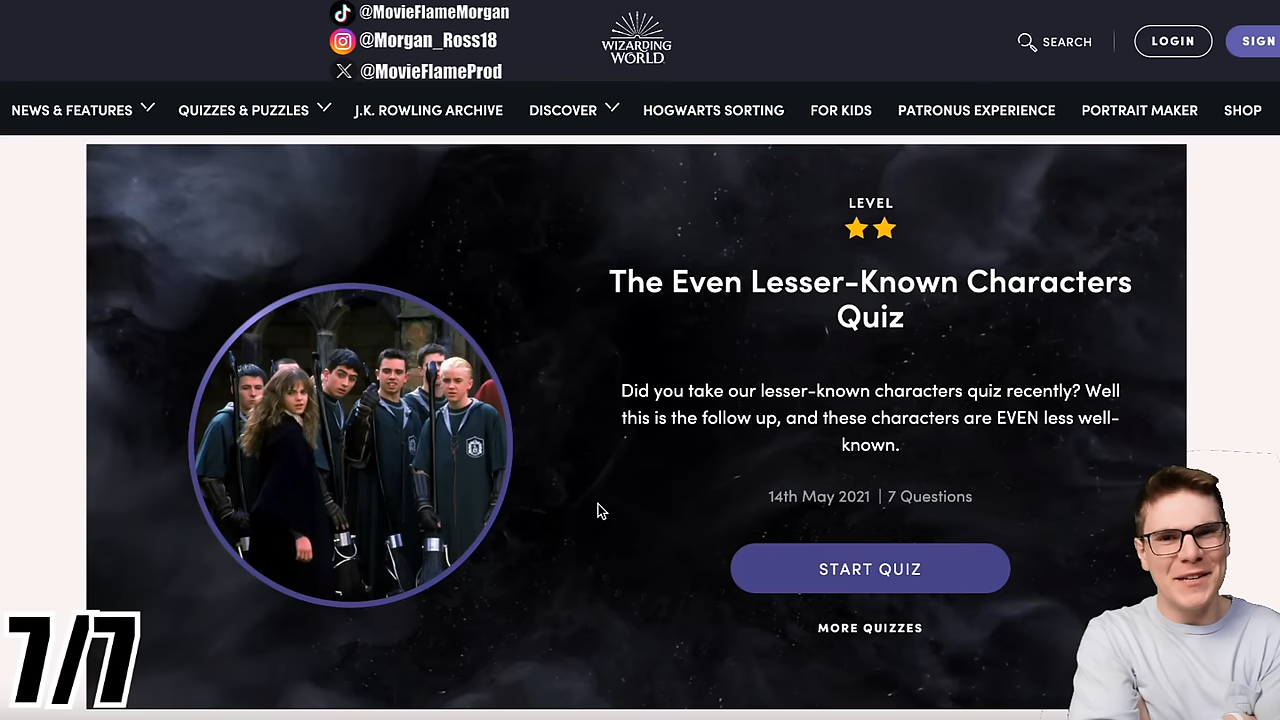 @MovieFlameMorgan
@Morgan_Ross18
@MovieFlameProd
WIZARDING
WORLD
SEARCH
LOGIN
SIGN
NEWS & FEATURES
QUIZZES & PUZZLES
J.K. ROWLING ARCHIVE
DISCOVER
HOGWARTS SORTING
FOR KIDS
PATRONUS EXPERIENCE
PORTRAIT MAKER
SHOP
LEVEL
The Even Lesser-Known Characters
Quiz
Did you take our lesser-known characters quiz recently? Well
this is the follow up, and these characters are EVEN less well-
known.
14th May 2021 | 7 Questions
START QUIZ
MORE QUIZZES
7/7